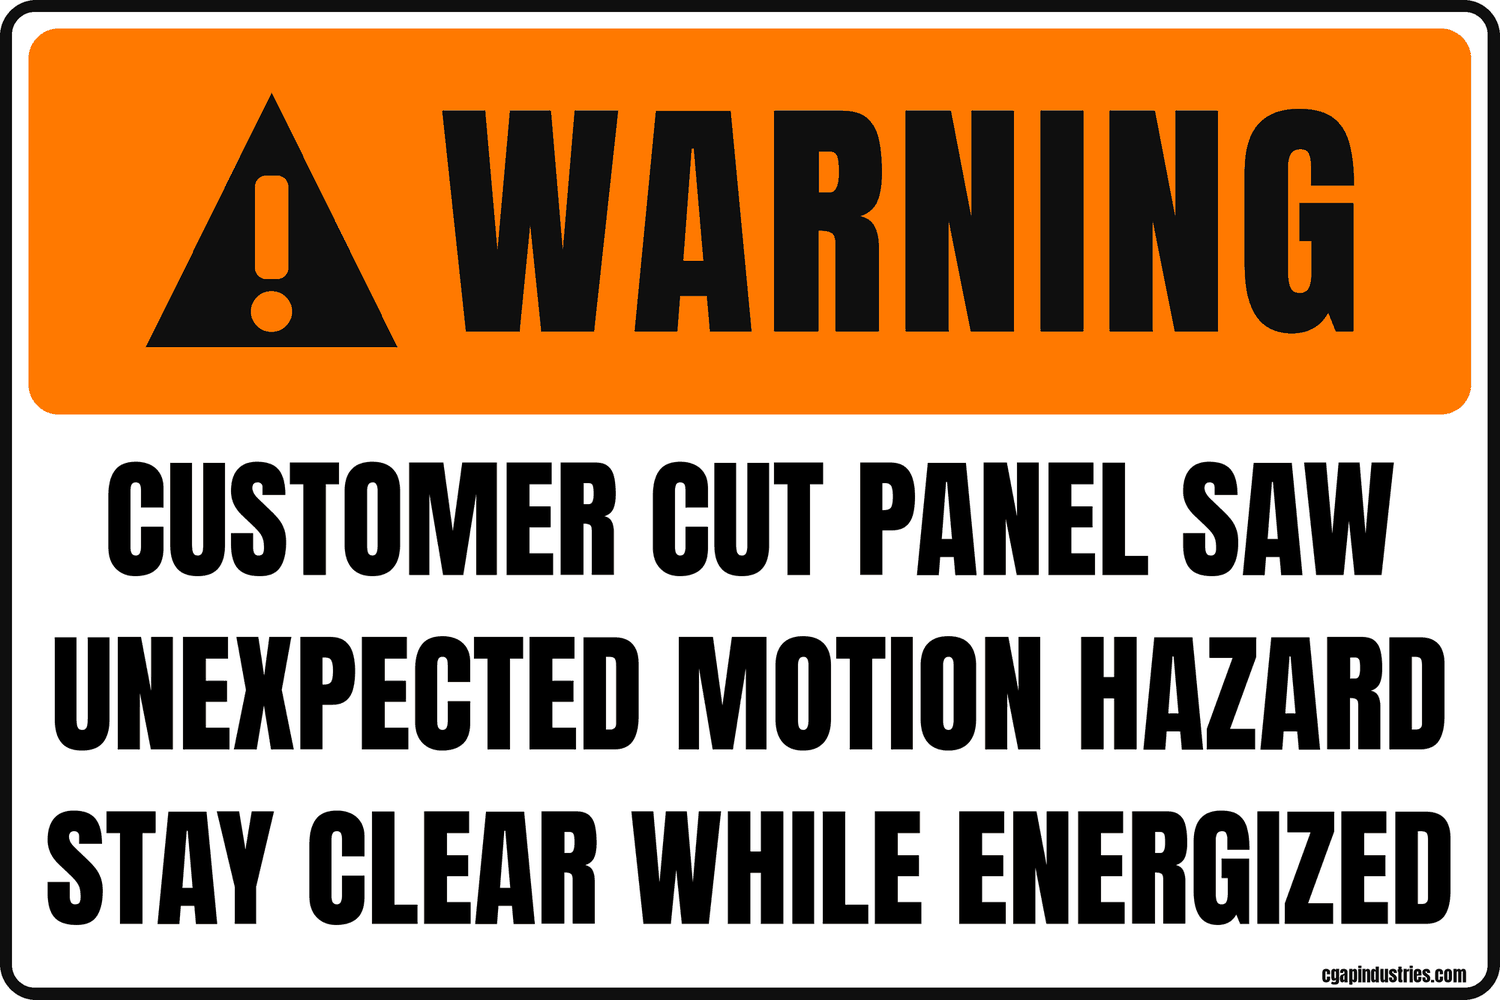 WARNING
CUSTOMER CUT PANEL SAW
UNEXPECTED MOTION HAZARD
STAY CLEAR WHILE ENERGIZED
cgapindustries.com